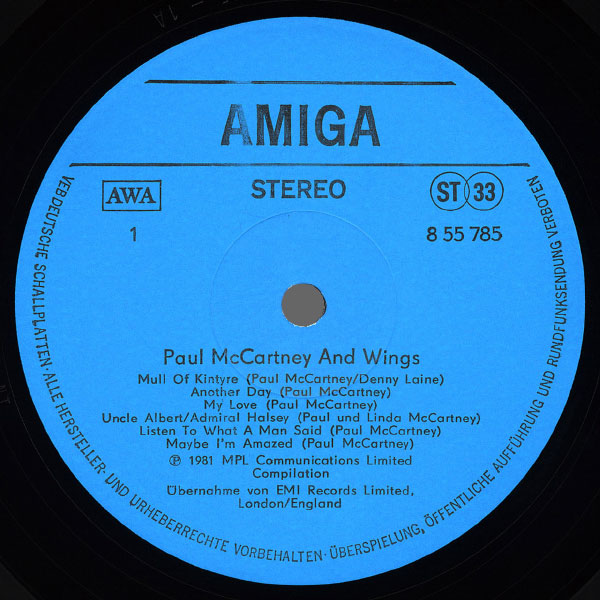 AMIGA
AWA
STEREO
ST 33
1
8 55 785
Paul McCartney And Wings
Mull Of Kintyre (Paul McCartney/Denny Laine)
Another Day (Paul McCartney)
My Love (Paul McCartney)
Uncle Albert/Admiral Halsey (Paul und Linda McCartney)
Listen To What A Man Said (Paul McCartney)
Maybe I'm Amazed (Paul McCartney)
℗ 1981 MPL Communications Limited
Compilation
Übernahme von EMI Records Limited,
London/England
VEB DEUTSCHE SCHALLPLATTEN · ALLE HERSTELLER- UND URHEBERRECHTE VORBEHALTEN · ÜBERSPIELUNG, ÖFFENTLICHE AUFFÜHRUNG UND RUNDFUNKSENDUNG VERBOTEN